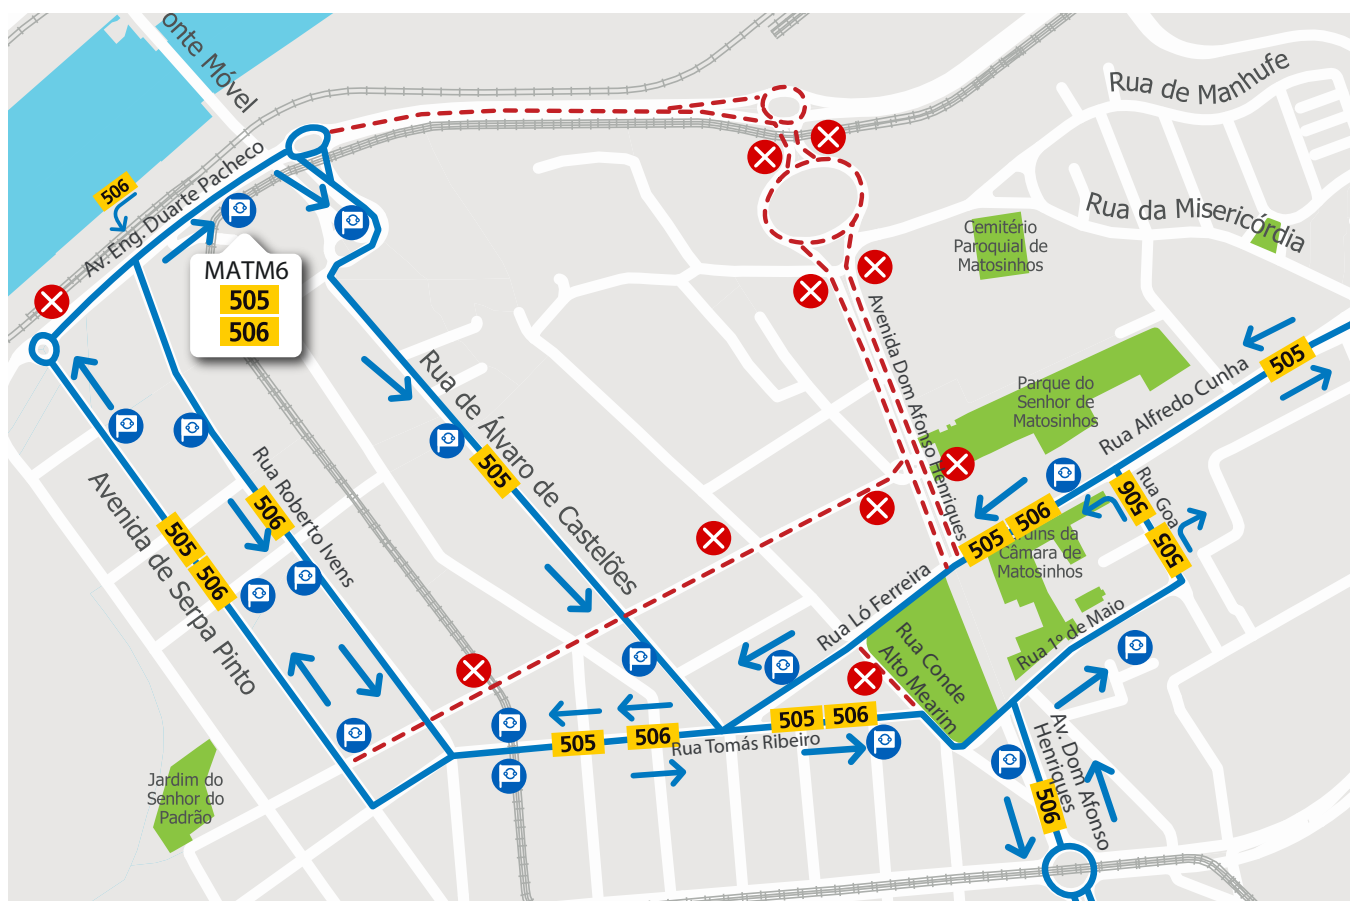 onte Móvel
Rua de Manhufe
506
Av. Eng. Duarte Pacheco
Rua da Misericórdia
Cemitério
Paroquial de
Matosinhos
MATM6
505
506
Avenida Dom Afonso Henriques
Rua de Álvaro de Castelões
505
Parque do
Senhor de
Matosinhos
Rua Alfredo Cunha
505
Rua Roberto Ivens
506
Avenida de Serpa Pinto
505
506
505
506
dins da
Câmara de
Matosinhos
Rua Goa
506
505
Rua Ló Ferreira
Rua 1º de Maio
Rua Conde
Alto Mearim
505
506
505
506
Rua Tomás Ribeiro
Av. Dom Afonso
Henriques
506
Jardim do
Senhor do
Padrão